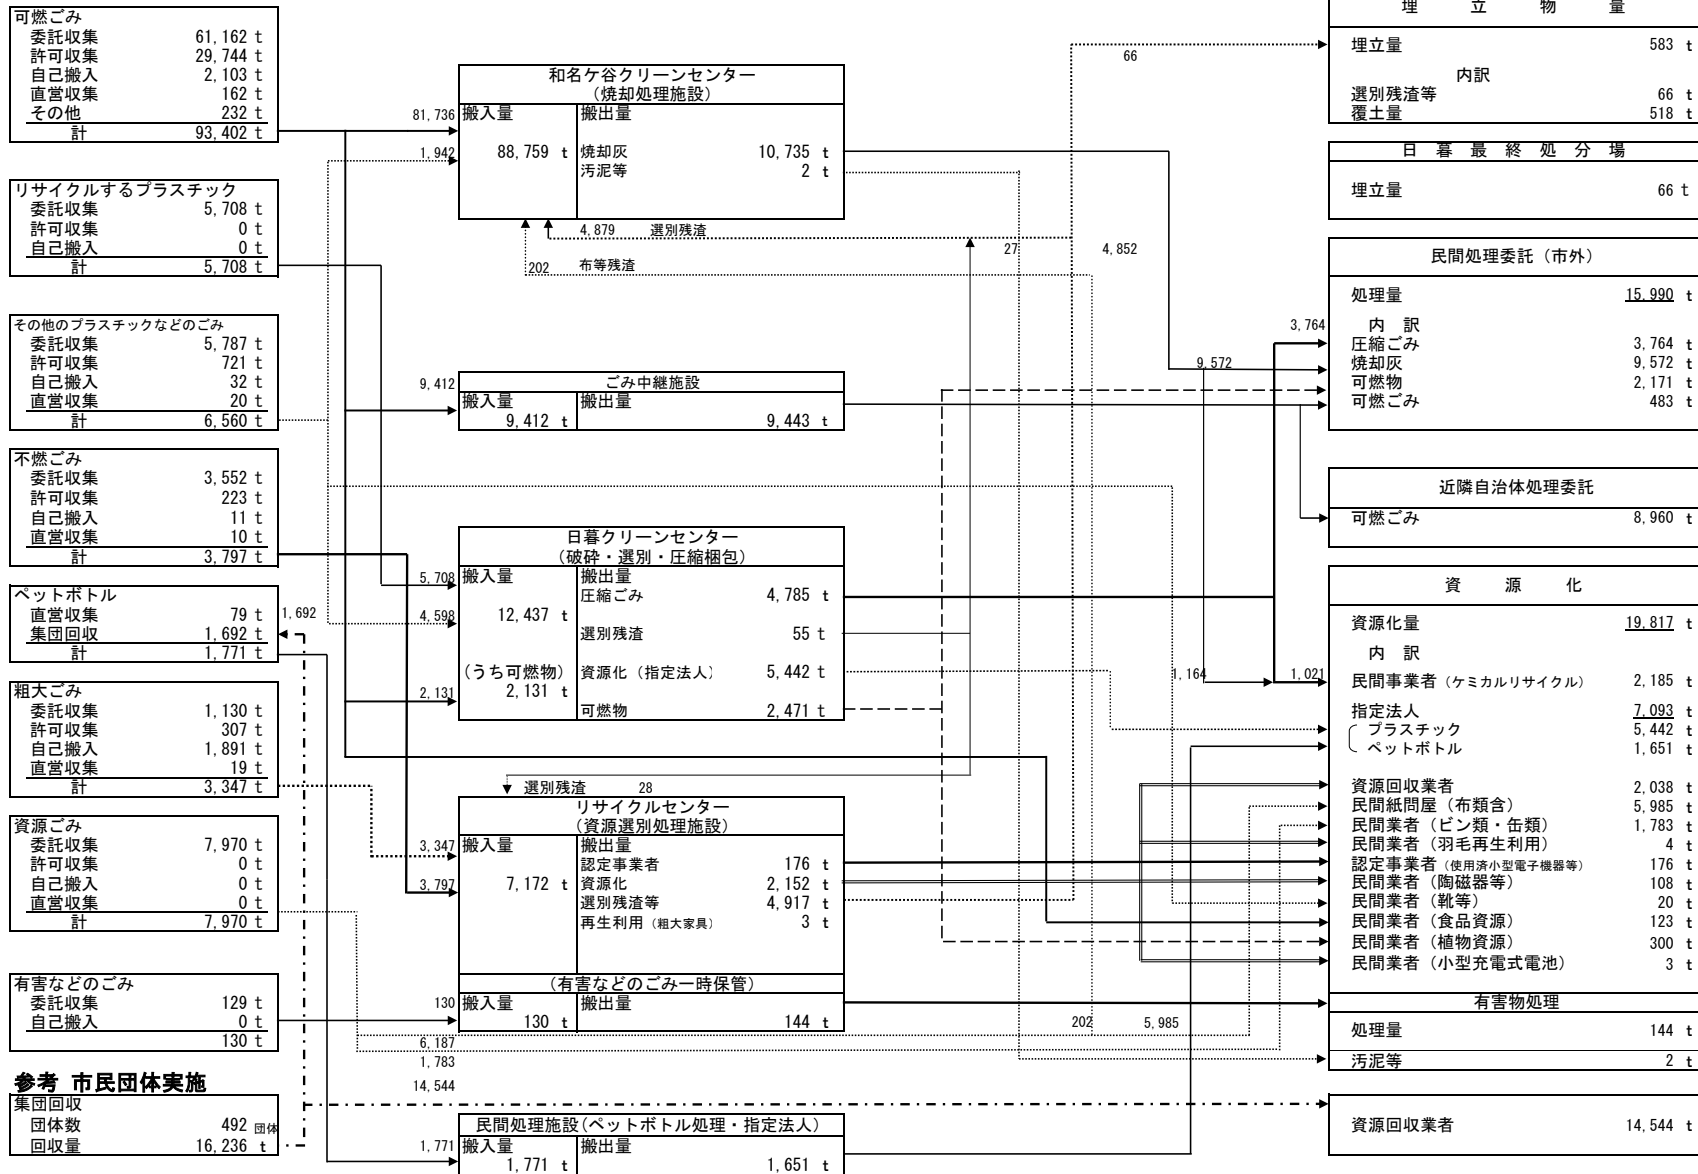 可燃ごみ
委託収集 61,162 t
許可収集 29,744 t
自己搬入 2,103 t
直営収集 162 t
その他 232 t
計 93,402 t
リサイクルするプラスチック
委託収集 5,708 t
許可収集 0 t
自己搬入 0 t
計 5,708 t
その他のプラスチックなどのごみ
委託収集 5,787 t
許可収集 721 t
自己搬入 32 t
直営収集 20 t
計 6,560 t
不燃ごみ
委託収集 3,552 t
許可収集 223 t
自己搬入 11 t
直営収集 10 t
計 3,797 t
ペットボトル
直営収集 79 t
集団回収 1,692 t
計 1,771 t
1,692
粗大ごみ
委託収集 1,130 t
許可収集 307 t
自己搬入 1,891 t
直営収集 19 t
計 3,347 t
資源ごみ
委託収集 7,970 t
許可収集 0 t
自己搬入 0 t
直営収集 0 t
計 7,970 t
有害などのごみ
委託収集 129 t
自己搬入 0 t
130 t
参考 市民団体実施
集団回収
団体数 492 団体
回収量 16,236 t
和名ケ谷クリーンセンター
(焼却処理施設)
81,736 搬入量 搬出量
1,942 88,759 t 焼却灰 10,735 t
汚泥等 2 t
4,879 選別残渣
202 布等残渣
27
4,852
66
9,412
ごみ中継施設
搬入量 搬出量
9,412 t 9,443 t
日暮クリーンセンター
(破砕・選別・圧縮梱包)
5,708 搬入量 搬出量
圧縮ごみ 4,785 t
4,598 12,437 t
選別残渣 55 t
(うち可燃物) 資源化（指定法人） 5,442 t
2,131 2,131 t
可燃物 2,471 t
選別残渣 28
リサイクルセンター
(資源選別処理施設)
3,347 搬入量 搬出量
認定事業者 176 t
3,797 7,172 t 資源化 2,152 t
選別残渣等 4,917 t
再生利用（粗大家具） 3 t
(有害などのごみ一時保管)
130 搬入量 搬出量
130 t 144 t
6,187
1,783
14,544
202
5,985
民間処理施設(ペットボトル処理・指定法人)
1,771 搬入量 搬出量
1,771 t 1,651 t
埋立物量
埋立量 583 t
内訳
選別残渣等 66 t
覆土量 518 t
日暮最終処分場
埋立量 66 t
民間処理委託（市外）
処理量 15,990 t
3,764 内訳
圧縮ごみ 3,764 t
9,572 焼却灰 9,572 t
可燃物 2,171 t
可燃ごみ 483 t
近隣自治体処理委託
可燃ごみ 8,960 t
資源化
資源化量 19,817 t
内訳
1,164 1,021 民間事業者（ケミカルリサイクル） 2,185 t
指定法人 7,093 t
プラスチック 5,442 t
ペットボトル 1,651 t
資源回収業者 2,038 t
民間紙問屋（布類含） 5,985 t
民間業者（ビン類・缶類） 1,783 t
民間業者（羽毛再生利用） 4 t
認定事業者（使用済小型電子機器等） 176 t
民間業者（陶磁器等） 108 t
民間業者（靴等） 20 t
民間業者（食品資源） 123 t
民間業者（植物資源） 300 t
民間業者（小型充電式電池） 3 t
有害物処理
処理量 144 t
汚泥等 2 t
資源回収業者 14,544 t